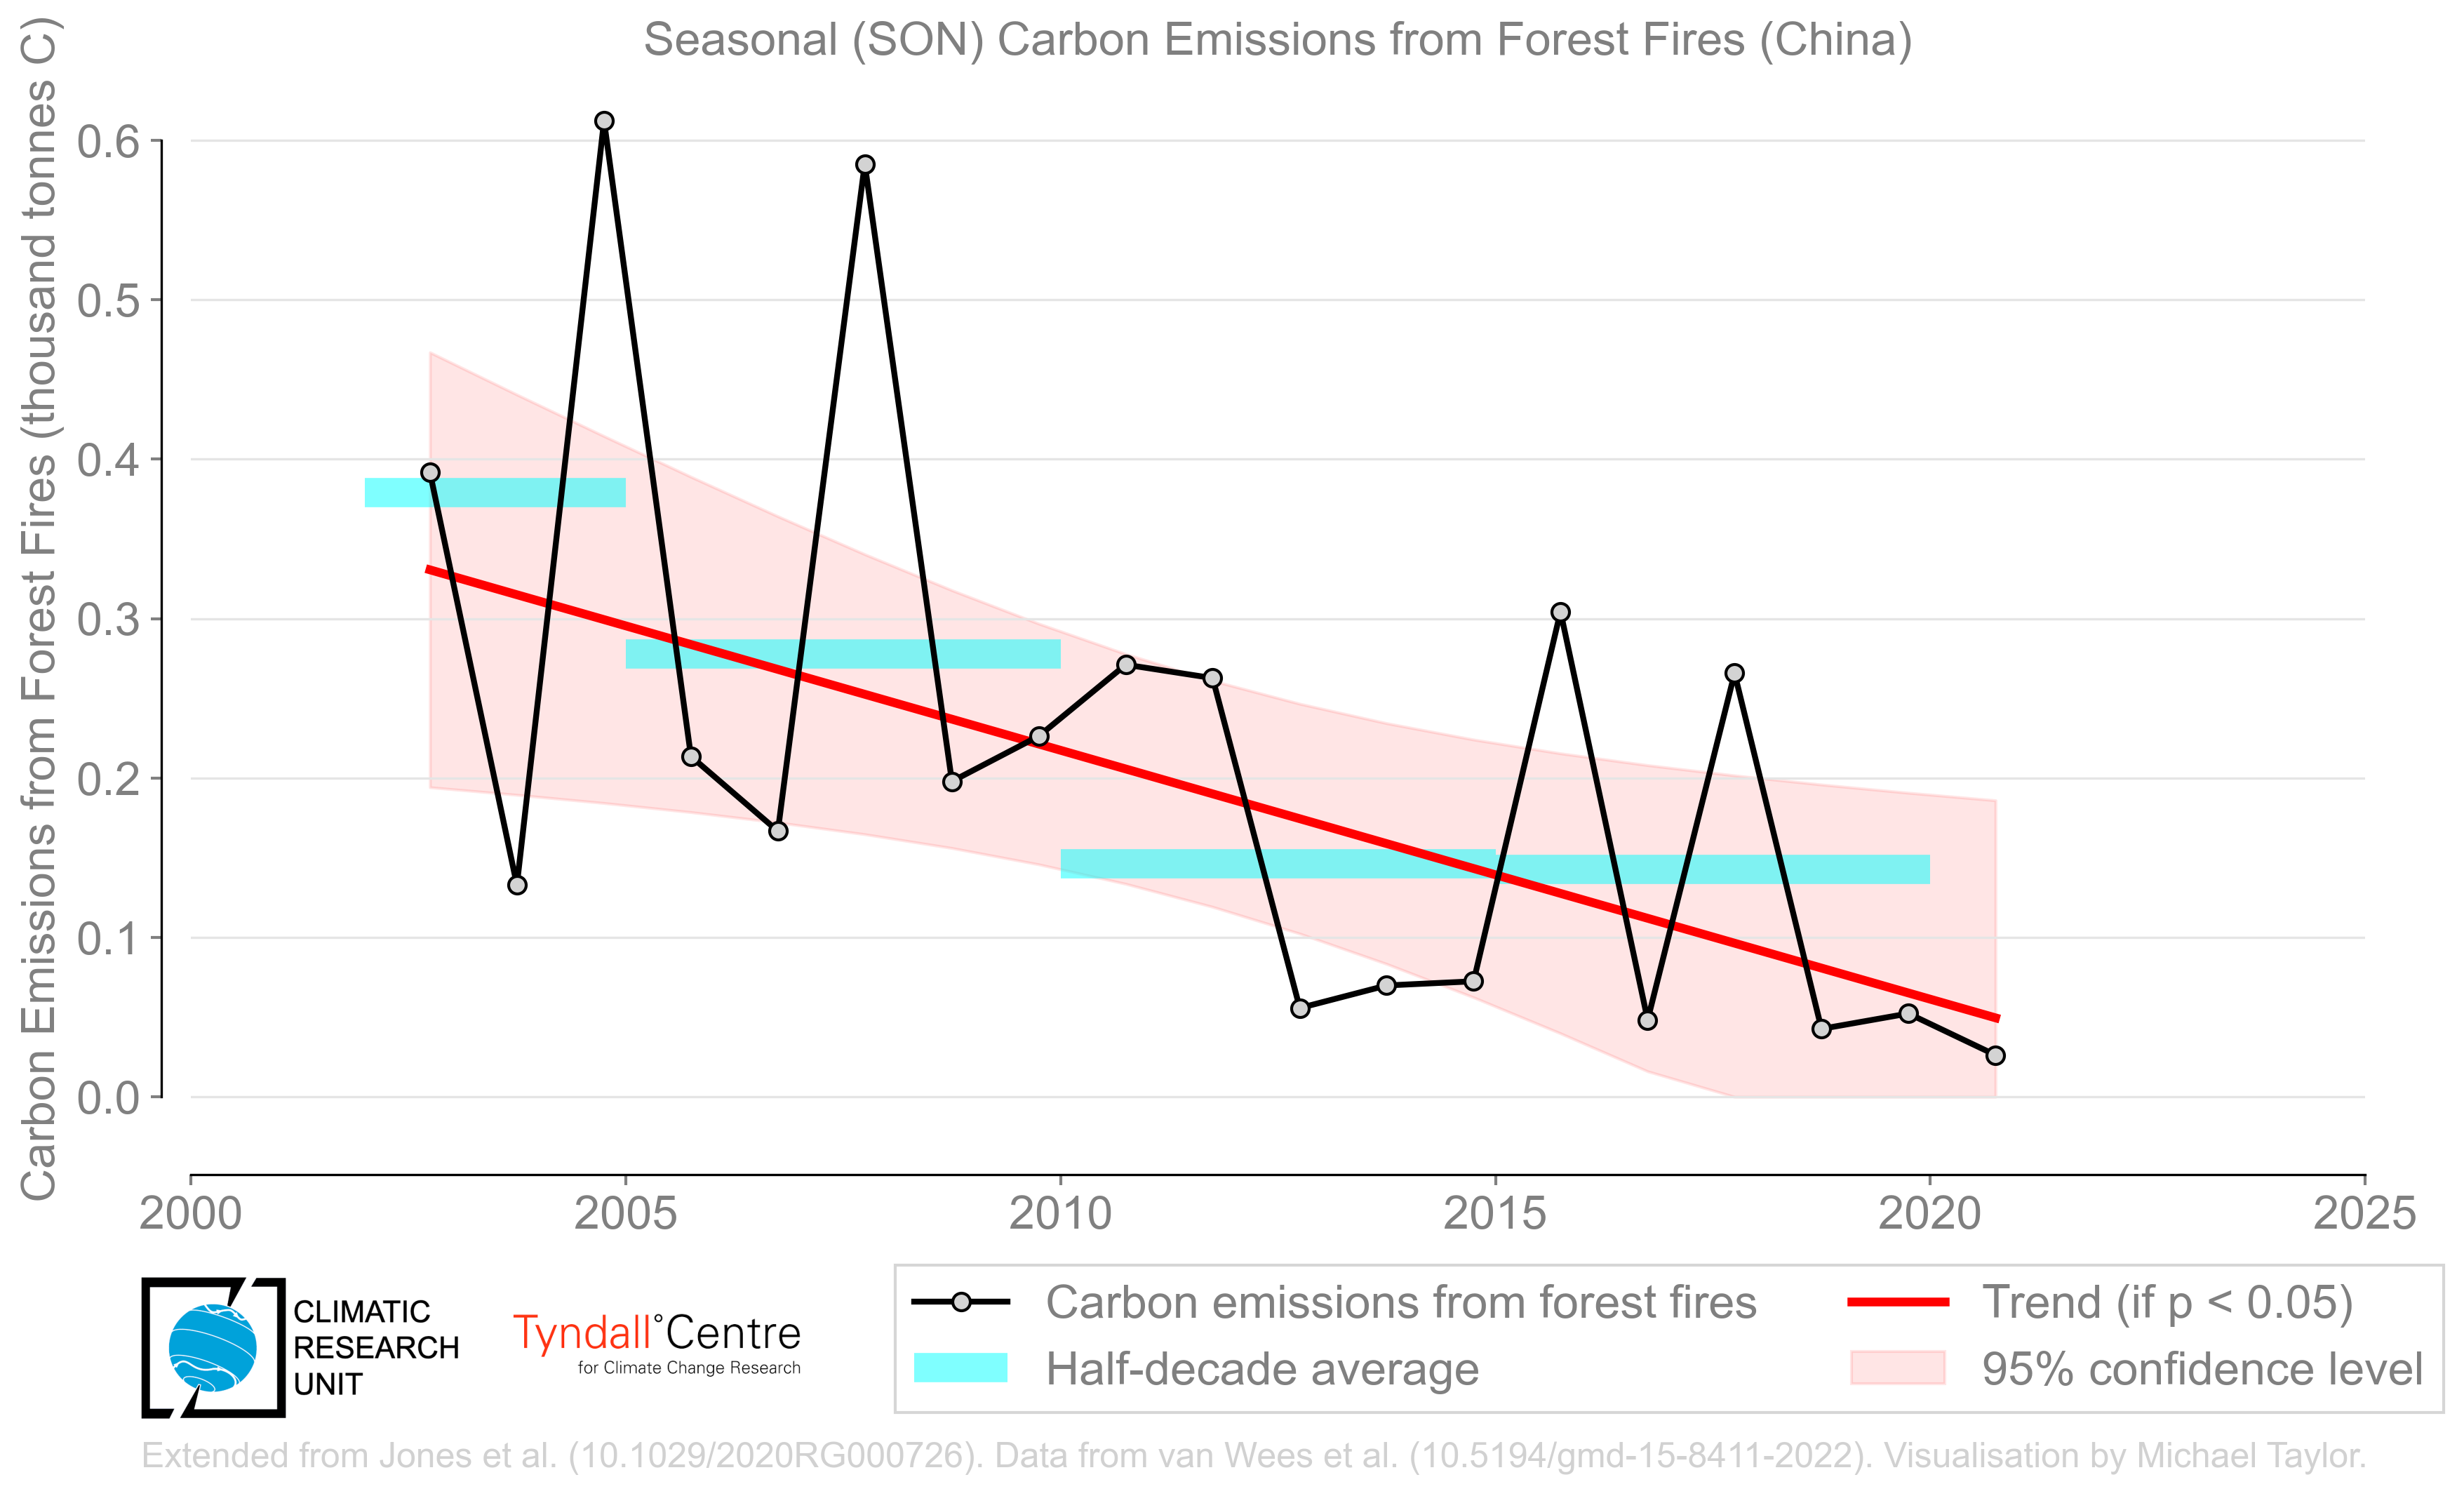 Seasonal (SON) Carbon Emissions from Forest Fires (China)
Carbon Emissions from Forest Fires (thousand tonnes C)
0.6
0.5
0.4
0.3
0.2
0.1
0.0
2000 2005 2010 2015 2020 2025
Carbon emissions from forest fires
Half-decade average
Trend (if p < 0.05)
95% confidence level
CLIMATIC
RESEARCH
UNIT
Tyndall°Centre
for Climate Change Research
Extended from Jones et al. (10.1029/2020RG000726). Data from van Wees et al. (10.5194/gmd-15-8411-2022). Visualisation by Michael Taylor.